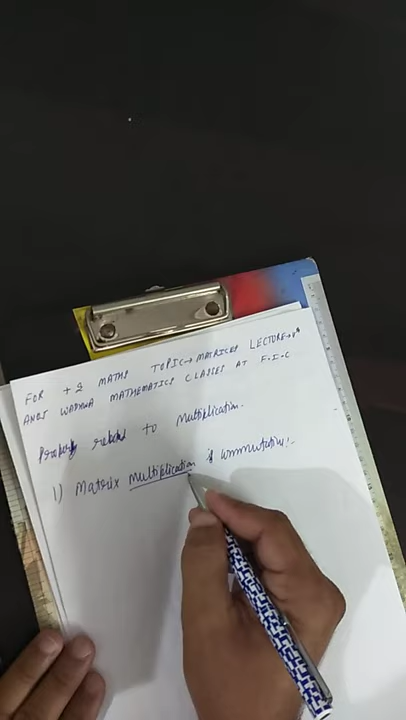 FOR +2 MATHS TOPIC → MATRICES LECTURE →
ANUJ WADHWA MATHEMATICS CLASSES AT F.I.C
Property related to Multiplication.
1) Matrix Multiplication is commutative:-